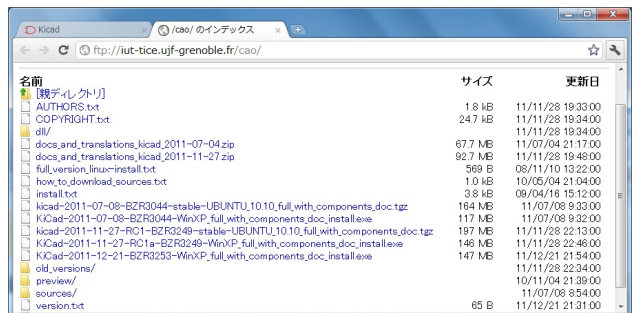 Kicad
/cao/ のインデックス
ftp://iut-tice.ujf-grenoble.fr/cao/
名前 サイズ 更新日
[親ディレクトリ]
AUTHORS.txt 1.8 kB 11/11/28 19:33:00
COPYRIGHT.txt 24.7 kB 11/11/28 19:34:00
dll/ 11/11/28 19:34:00
docs_and_translations_kicad_2011-07-04.zip 67.7 MB 11/07/04 21:17:00
docs_and_translations_kicad_2011-11-27.zip 92.7 MB 11/11/28 19:48:00
full_version_linux-install.txt 569 B 08/11/10 13:22:00
how_to_download_sources.txt 1.0 kB 10/05/04 21:04:00
install.txt 3.8 kB 09/04/16 15:12:00
kicad-2011-07-08-BZR3044-stable-UBUNTU_10.10_full_with_components_doc.tgz 164 MB 11/07/08 9:33:00
KiCad-2011-07-08-BZR3044-WinXP_full_with_components_doc_install.exe 117 MB 11/07/08 9:32:00
kicad-2011-11-27-RC1-BZR3249-stable-UBUNTU_10.10_full_with_components_doc.tgz 197 MB 11/11/28 22:13:00
KiCad-2011-11-27-RC1a-BZR3249-WinXP_full_with_components_doc_install.exe 146 MB 11/11/28 22:46:00
KiCad-2011-12-21-BZR3253-WinXP_full_with_components_doc_install.exe 147 MB 11/12/21 21:54:00
old_versions/ 11/11/28 22:34:00
preview/ 10/11/04 21:39:00
sources/ 11/07/08 8:54:00
version.txt 65 B 11/12/21 21:31:00